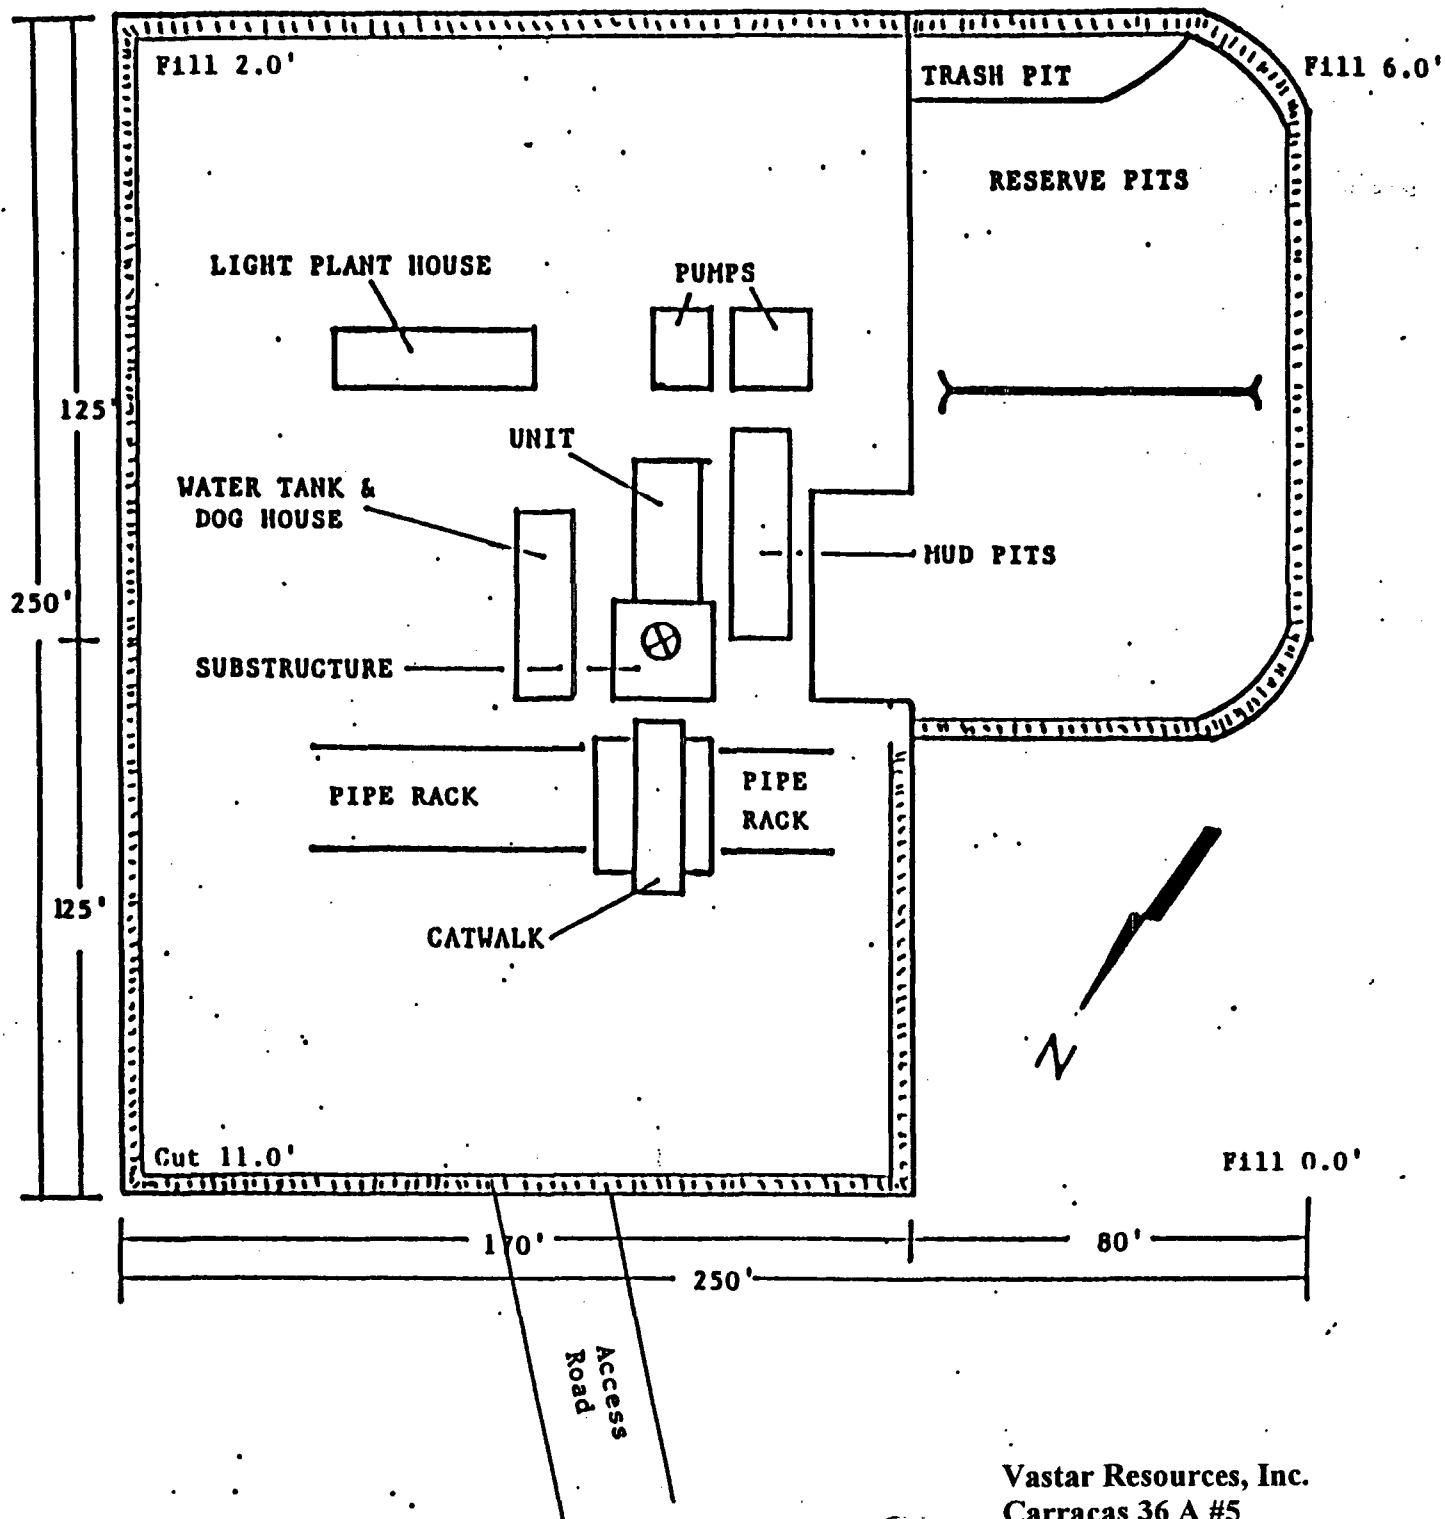 Fill 2.0'
TRASH PIT
Fill 6.0'
RESERVE PITS
LIGHT PLANT HOUSE
PUMPS
125'
UNIT
WATER TANK &
DOG HOUSE
MUD PITS
250'
SUBSTRUCTURE
PIPE RACK
PIPE
RACK
125'
CATWALK
N
Cut 11.0'
Fill 0.0'
170'
80'
250'
Access
Road
Vastar Resources, Inc.
Carracas 36 A #5